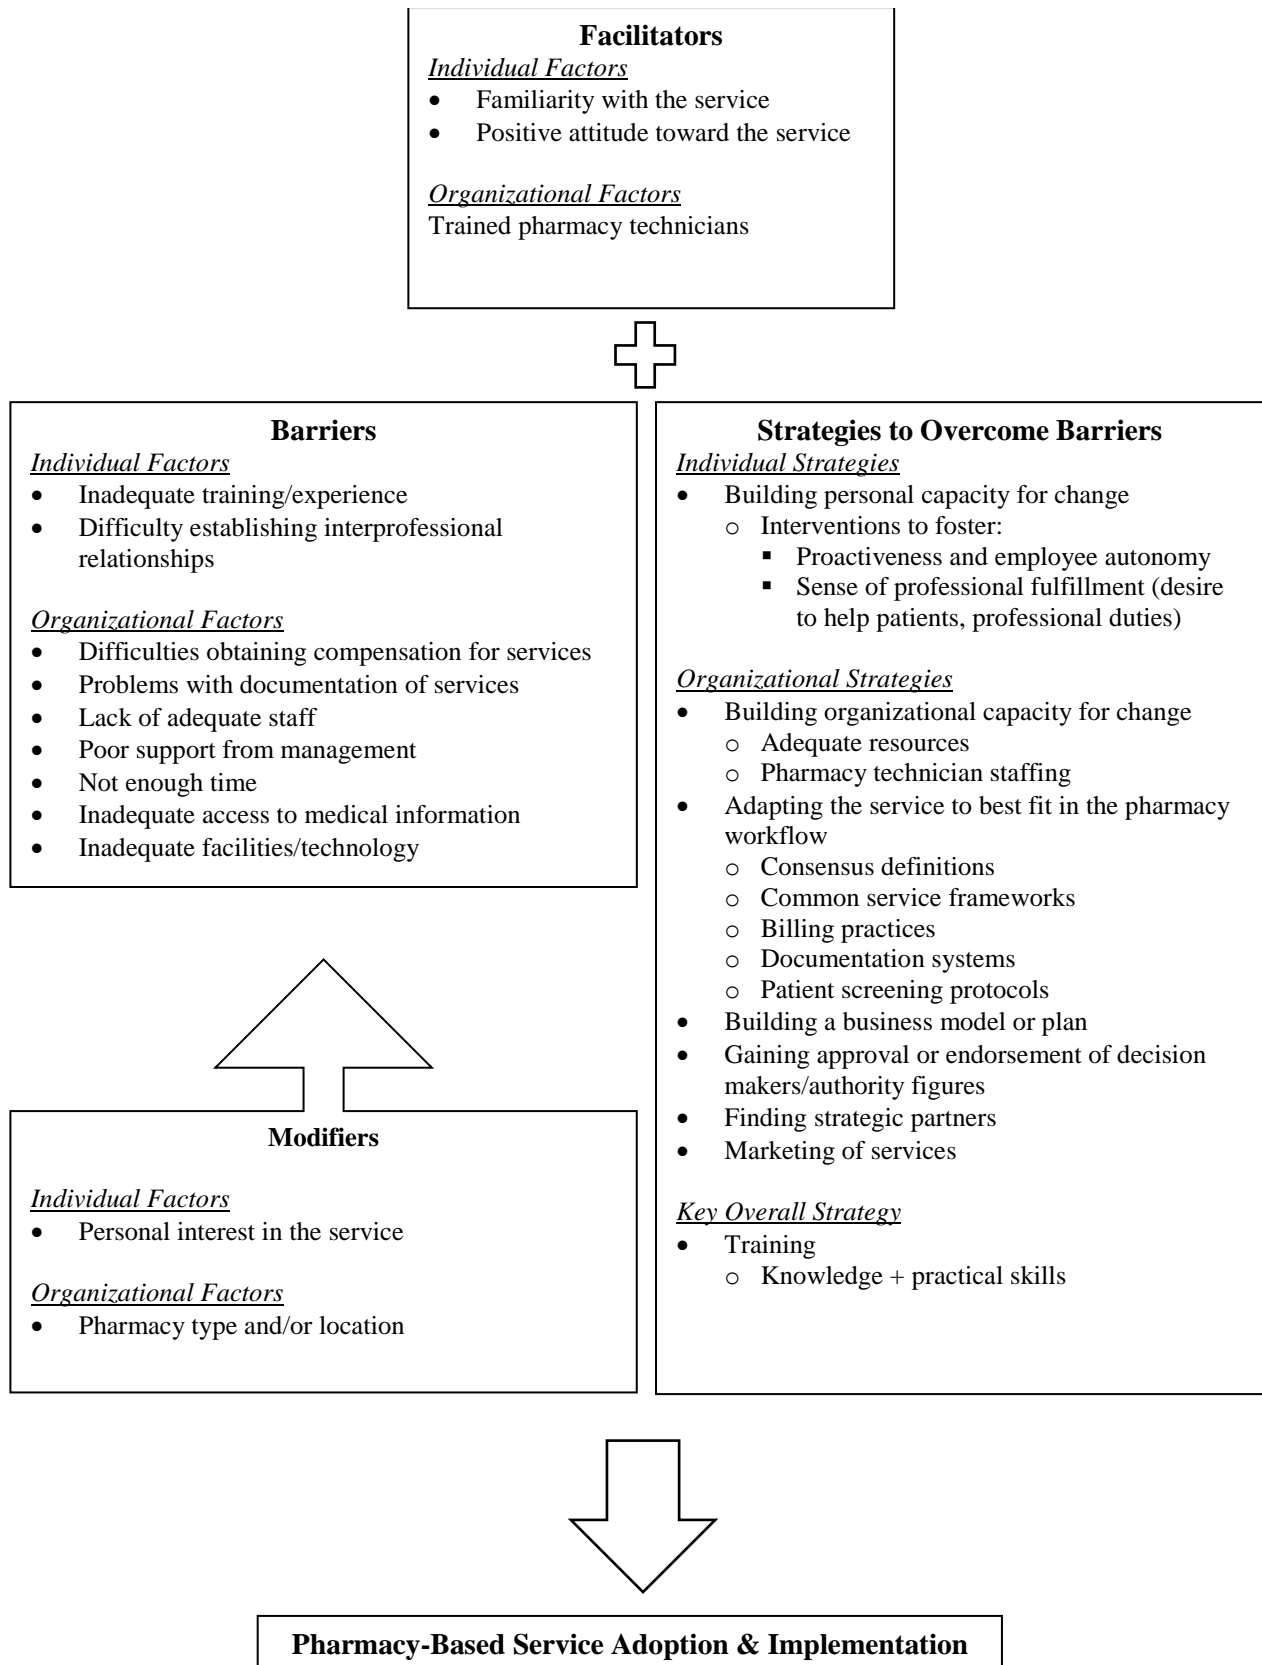 Facilitators
Individual Factors
• Familiarity with the service
• Positive attitude toward the service
Organizational Factors
Trained pharmacy technicians
Barriers
Individual Factors
• Inadequate training/experience
• Difficulty establishing interprofessional
relationships
Organizational Factors
• Difficulties obtaining compensation for services
• Problems with documentation of services
• Lack of adequate staff
• Poor support from management
• Not enough time
• Inadequate access to medical information
• Inadequate facilities/technology
Modifiers
Individual Factors
• Personal interest in the service
Organizational Factors
• Pharmacy type and/or location
Strategies to Overcome Barriers
Individual Strategies
• Building personal capacity for change
o Interventions to foster:
▪ Proactiveness and employee autonomy
▪ Sense of professional fulfillment (desire
to help patients, professional duties)
Organizational Strategies
• Building organizational capacity for change
o Adequate resources
o Pharmacy technician staffing
• Adapting the service to best fit in the pharmacy
workflow
o Consensus definitions
o Common service frameworks
o Billing practices
o Documentation systems
o Patient screening protocols
• Building a business model or plan
• Gaining approval or endorsement of decision
makers/authority figures
• Finding strategic partners
• Marketing of services
Key Overall Strategy
• Training
o Knowledge + practical skills
Pharmacy-Based Service Adoption & Implementation